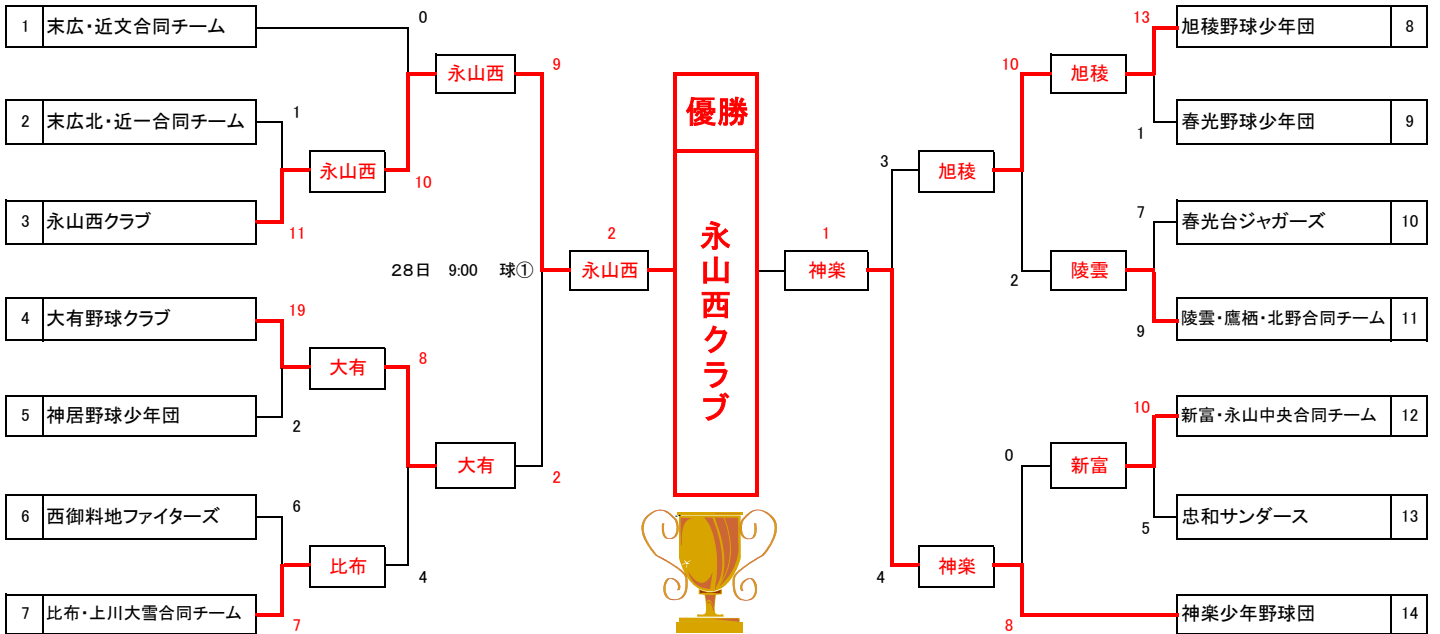 1 末広・近文合同チーム
0
2 末広北・近一合同チーム
1
3 永山西クラブ
11
永山西
10
永山西
9
4 大有野球クラブ
19
5 神居野球少年団
2
大有
8
6 西御料地ファイターズ
6
7 比布・上川大雪合同チーム
7
比布
4
大有
2
28日 9:00 球①
永山西
2
優勝
永山西クラブ
神楽
1
旭稜野球少年団 8
13
春光野球少年団 9
1
旭稜
10
春光台ジャガーズ 10
7
陵雲・鷹栖・北野合同チーム 11
9
陵雲
2
旭稜
3
新富・永山中央合同チーム 12
10
忠和サンダース 13
5
新富
0
神楽少年野球団 14
8
神楽
4